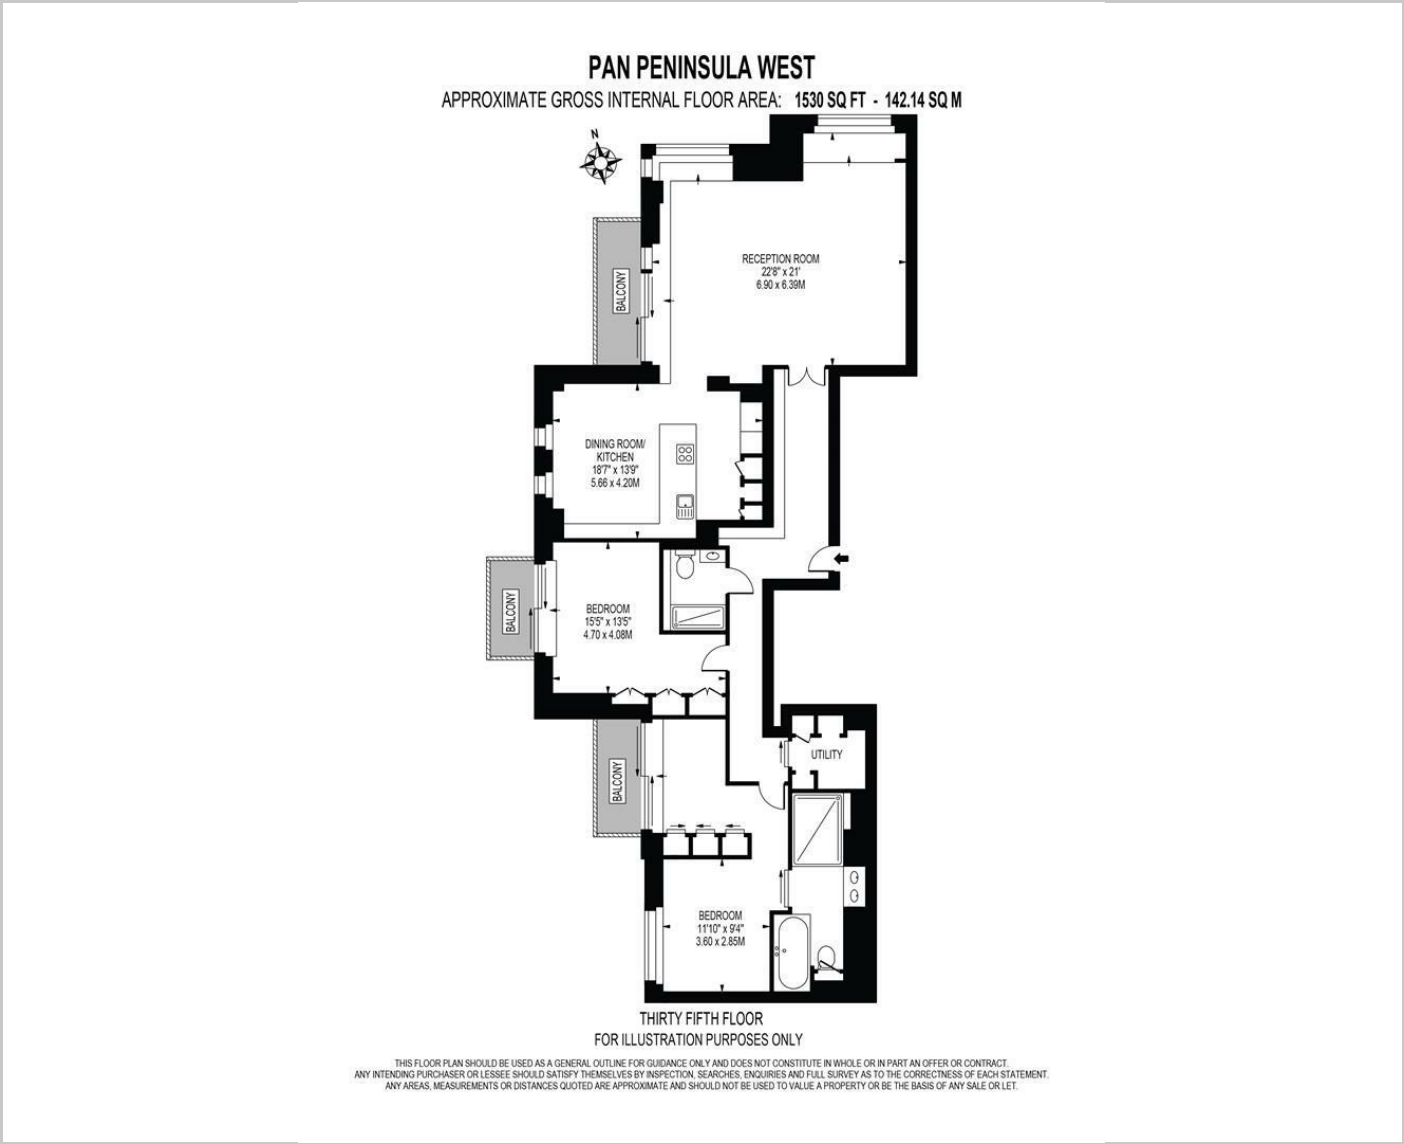 PAN PENINSULA WEST
APPROXIMATE GROSS INTERNAL FLOOR AREA: 1530 SQ FT - 142.14 SQ M
N
BALCONY
RECEPTION ROOM
22'8" x 21'
6.90 x 6.39M
DINING ROOM/
KITCHEN
18'7" x 13'9"
5.66 x 4.20M
BALCONY
BEDROOM
15'5" x 13'5"
4.70 x 4.08M
BALCONY
UTILITY
BEDROOM
11'10" x 9'4"
3.60 x 2.85M
THIRTY FIFTH FLOOR
FOR ILLUSTRATION PURPOSES ONLY
THIS FLOOR PLAN SHOULD BE USED AS A GENERAL OUTLINE FOR GUIDANCE ONLY AND DOES NOT CONSTITUTE IN WHOLE OR IN PART AN OFFER OR CONTRACT.
ANY INTENDING PURCHASER OR LESSEE SHOULD SATISFY THEMSELVES BY INSPECTION, SEARCHES, ENQUIRIES AND FULL SURVEY AS TO THE CORRECTNESS OF EACH STATEMENT.
ANY AREAS, MEASUREMENTS OR DISTANCES QUOTED ARE APPROXIMATE AND SHOULD NOT BE USED TO VALUE A PROPERTY OR BE THE BASIS OF ANY SALE OR LET.